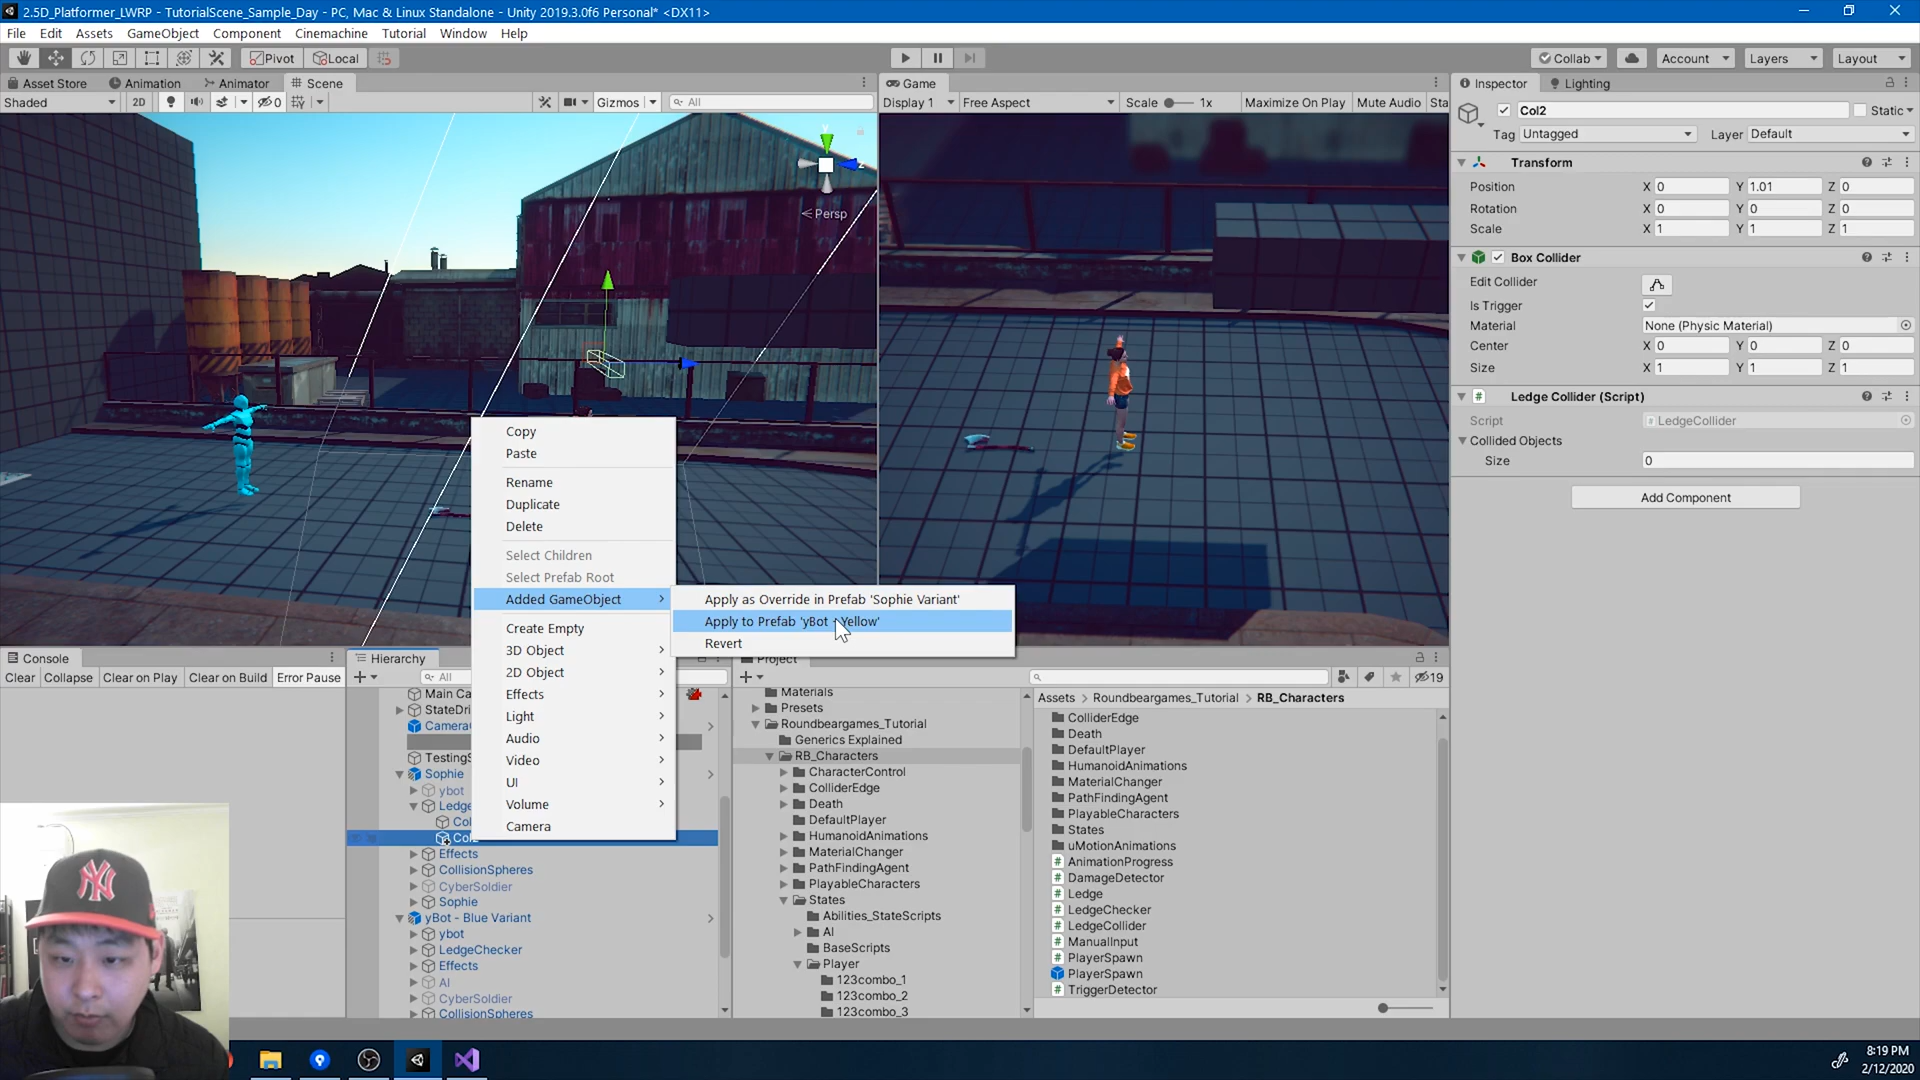 2.5D_Platformer_LWRP - TutorialScene_Sample_Day - PC, Mac & Linux Standalone - Unity 2019.3.0f6 Personal* <DX11>
File Edit Assets GameObject Component Cinemachine Tutorial Window Help
Pivot Local Collab Account Layers Layout
Asset Store Animation Animator Scene
Shaded 2D 0 Gizmos All
Persp
Game
Display 1 Free Aspect Scale 1x Maximize On Play Mute Audio Sta
Inspector Lighting
Col2 Static
Tag Untagged Layer Default
Transform
Position X 0 Y 1.01 Z 0
Rotation X 0 Y 0 Z 0
Scale X 1 Y 1 Z 1
Box Collider
Edit Collider
Is Trigger
Material None (Physic Material)
Center X 0 Y 0 Z 0
Size X 1 Y 1 Z 1
Ledge Collider (Script)
Script LedgeCollider
Collided Objects
Size 0
Add Component
Copy
Paste
Rename
Duplicate
Delete
Select Children
Select Prefab Root
Added GameObject
Create Empty
3D Object
2D Object
Effects
Light
Audio
Video
UI
Volume
Camera
Apply as Override in Prefab 'Sophie Variant'
Apply to Prefab 'yBot - Yellow'
Revert
Console
Clear Collapse Clear on Play Clear on Build Error Pause
Hierarchy
All
Main Ca
StateDri
Camera
TestingS
Sophie
ybot
Ledge
Col
Col
Effects
CollisionSpheres
CyberSoldier
Sophie
yBot - Blue Variant
ybot
LedgeChecker
Effects
AI
CyberSoldier
CollisionSpheres
Project
19
Materials
Presets
Roundbeargames_Tutorial
Generics Explained
RB_Characters
CharacterControl
ColliderEdge
Death
DefaultPlayer
HumanoidAnimations
MaterialChanger
PathFindingAgent
PlayableCharacters
States
Abilities_StateScripts
AI
BaseScripts
Player
123combo_1
123combo_2
123combo_3
Assets Roundbeargames_Tutorial RB_Characters
ColliderEdge
Death
DefaultPlayer
HumanoidAnimations
MaterialChanger
PathFindingAgent
PlayableCharacters
States
uMotionAnimations
AnimationProgress
DamageDetector
Ledge
LedgeChecker
LedgeCollider
ManualInput
PlayerSpawn
PlayerSpawn
TriggerDetector
8:19 PM
2/12/2020